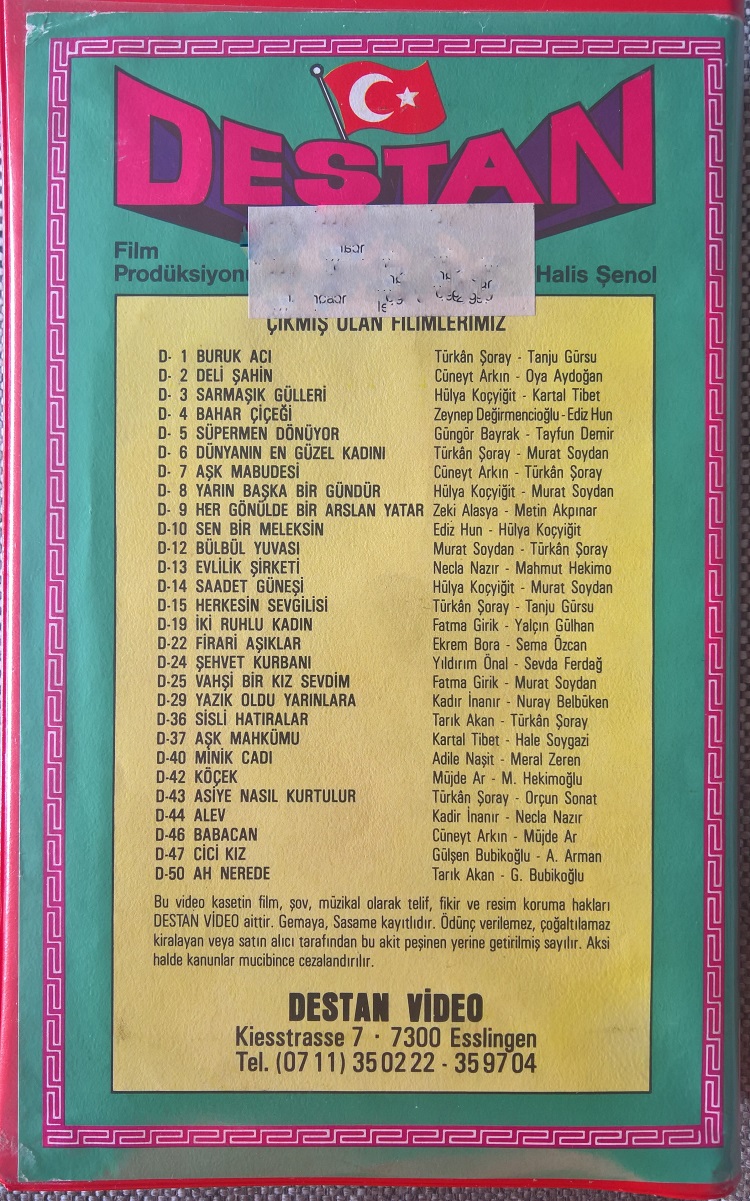 DESTAN
Film
Prodüksiyonu Halis Şenol
ÇIKMIŞ OLAN FİLİMLERİMİZ
D- 1 BURUK ACI Türkân Şoray - Tanju Gürsu
D- 2 DELİ ŞAHİN Cüneyt Arkın - Oya Aydoğan
D- 3 SARMAŞIK GÜLLERİ Hülya Koçyiğit - Kartal Tibet
D- 4 BAHAR ÇİÇEĞİ Zeynep Değirmencioğlu - Ediz Hun
D- 5 SÜPERMEN DÖNÜYOR Güngör Bayrak - Tayfun Demir
D- 6 DÜNYANIN EN GÜZEL KADINI Türkân Şoray - Murat Soydan
D- 7 AŞK MABUDESİ Cüneyt Arkın - Türkân Şoray
D- 8 YARIN BAŞKA BİR GÜNDÜR Hülya Koçyiğit - Murat Soydan
D- 9 HER GÖNÜLDE BİR ARSLAN YATAR Zeki Alasya - Metin Akpınar
D-10 SEN BİR MELEKSİN Ediz Hun - Hülya Koçyiğit
D-12 BÜLBÜL YUVASI Murat Soydan - Türkân Şoray
D-13 EVLİLİK ŞİRKETİ Necla Nazır - Mahmut Hekimo
D-14 SAADET GÜNEŞİ Hülya Koçyiğit - Murat Soydan
D-15 HERKESİN SEVGİLİSİ Türkân Şoray - Tanju Gürsu
D-19 İKİ RUHLU KADIN Fatma Girik - Yalçın Gülhan
D-22 FİRARİ AŞIKLAR Ekrem Bora - Sema Özcan
D-24 ŞEHVET KURBANI Yıldırım Önal - Sevda Ferdağ
D-25 VAHŞİ BİR KIZ SEVDİM Fatma Girik - Murat Soydan
D-29 YAZIK OLDU YARINLARA Kadır İnanır - Nuray Belbüken
D-36 SİSLİ HATIRALAR Tarık Akan - Türkân Şoray
D-37 AŞK MAHKÜMU Kartal Tibet - Hale Soygazi
D-40 MİNİK CADI Adile Naşit - Meral Zeren
D-42 KÖÇEK Müjde Ar - M. Hekimoğlu
D-43 ASİYE NASIL KURTULUR Türkân Şoray - Orçun Sonat
D-44 ALEV Kadir İnanır - Necla Nazır
D-46 BABACAN Cüneyt Arkın - Müjde Ar
D-47 CİCİ KIZ Gülşen Bubikoğlu - A. Arman
D-50 AH NEREDE Tarık Akan - G. Bubikoğlu
Bu video kasetin film, şov, müzikal olarak telif, fikir ve resim koruma hakları
DESTAN VİDEO aittir. Gemaya, Sasame kayıtlıdır. Ödünç verilemez, çoğaltılamaz
kiralayan veya satın alıcı tarafından bu akit peşinen yerine getirilmiş sayılır. Aksi
halde kanunlar mucibince cezalandırılır.
DESTAN VİDEO
Kiesstrasse 7 · 7300 Esslingen
Tel. (07 11) 35 02 22 - 35 97 04